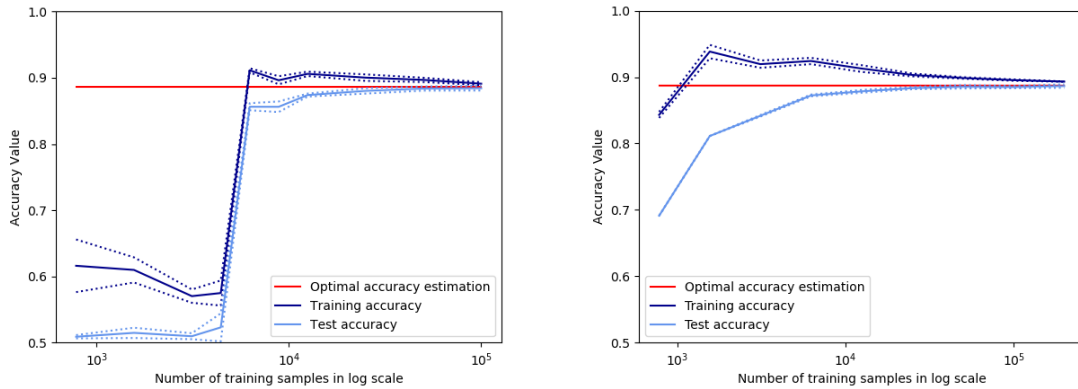 1.0
0.9
0.8
0.7
0.6
0.5
Accuracy Value
Optimal accuracy estimation
Training accuracy
Test accuracy
10³
10⁴
10⁵
Number of training samples in log scale
1.0
0.9
0.8
0.7
0.6
0.5
Accuracy Value
Optimal accuracy estimation
Training accuracy
Test accuracy
10³
10⁴
10⁵
Number of training samples in log scale